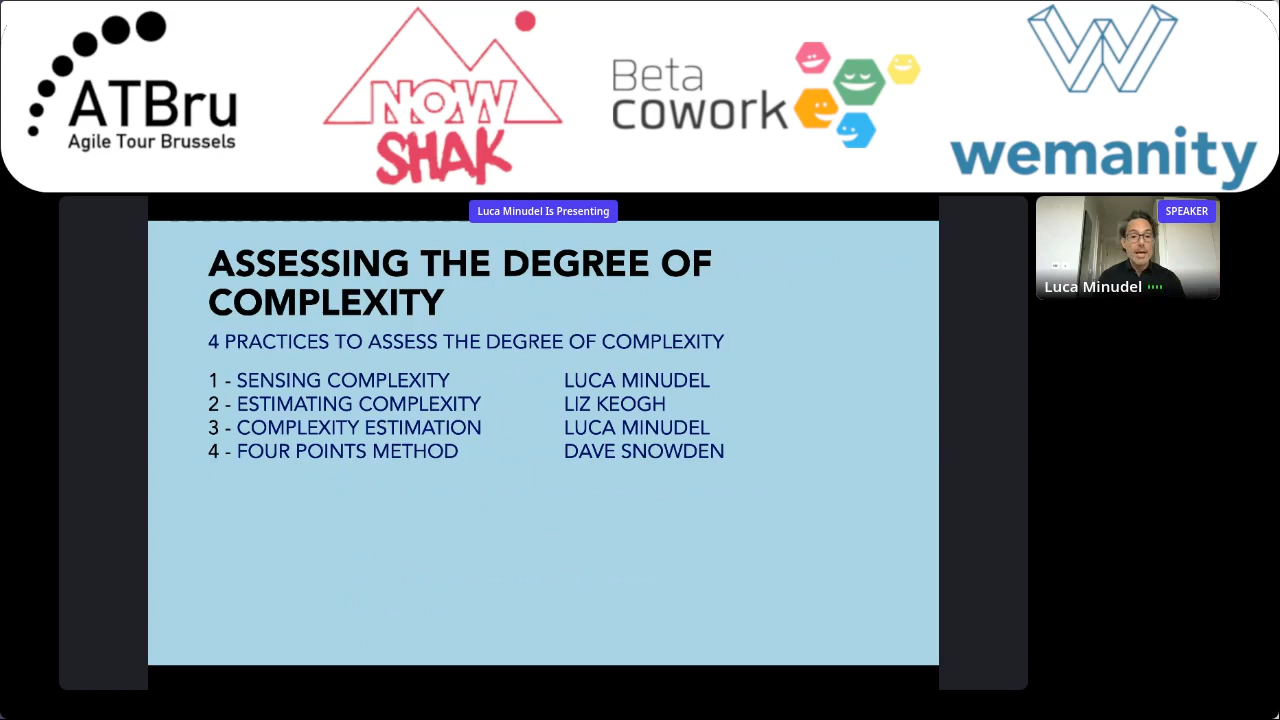 ATBru
Agile Tour Brussels
NOW
SHAK
Beta
cowork
wemanity
Luca Minudel Is Presenting
SPEAKER
Luca Minudel
ASSESSING THE DEGREE OF
COMPLEXITY
4 PRACTICES TO ASSESS THE DEGREE OF COMPLEXITY
1 - SENSING COMPLEXITY LUCA MINUDEL
2 - ESTIMATING COMPLEXITY LIZ KEOGH
3 - COMPLEXITY ESTIMATION LUCA MINUDEL
4 - FOUR POINTS METHOD DAVE SNOWDEN